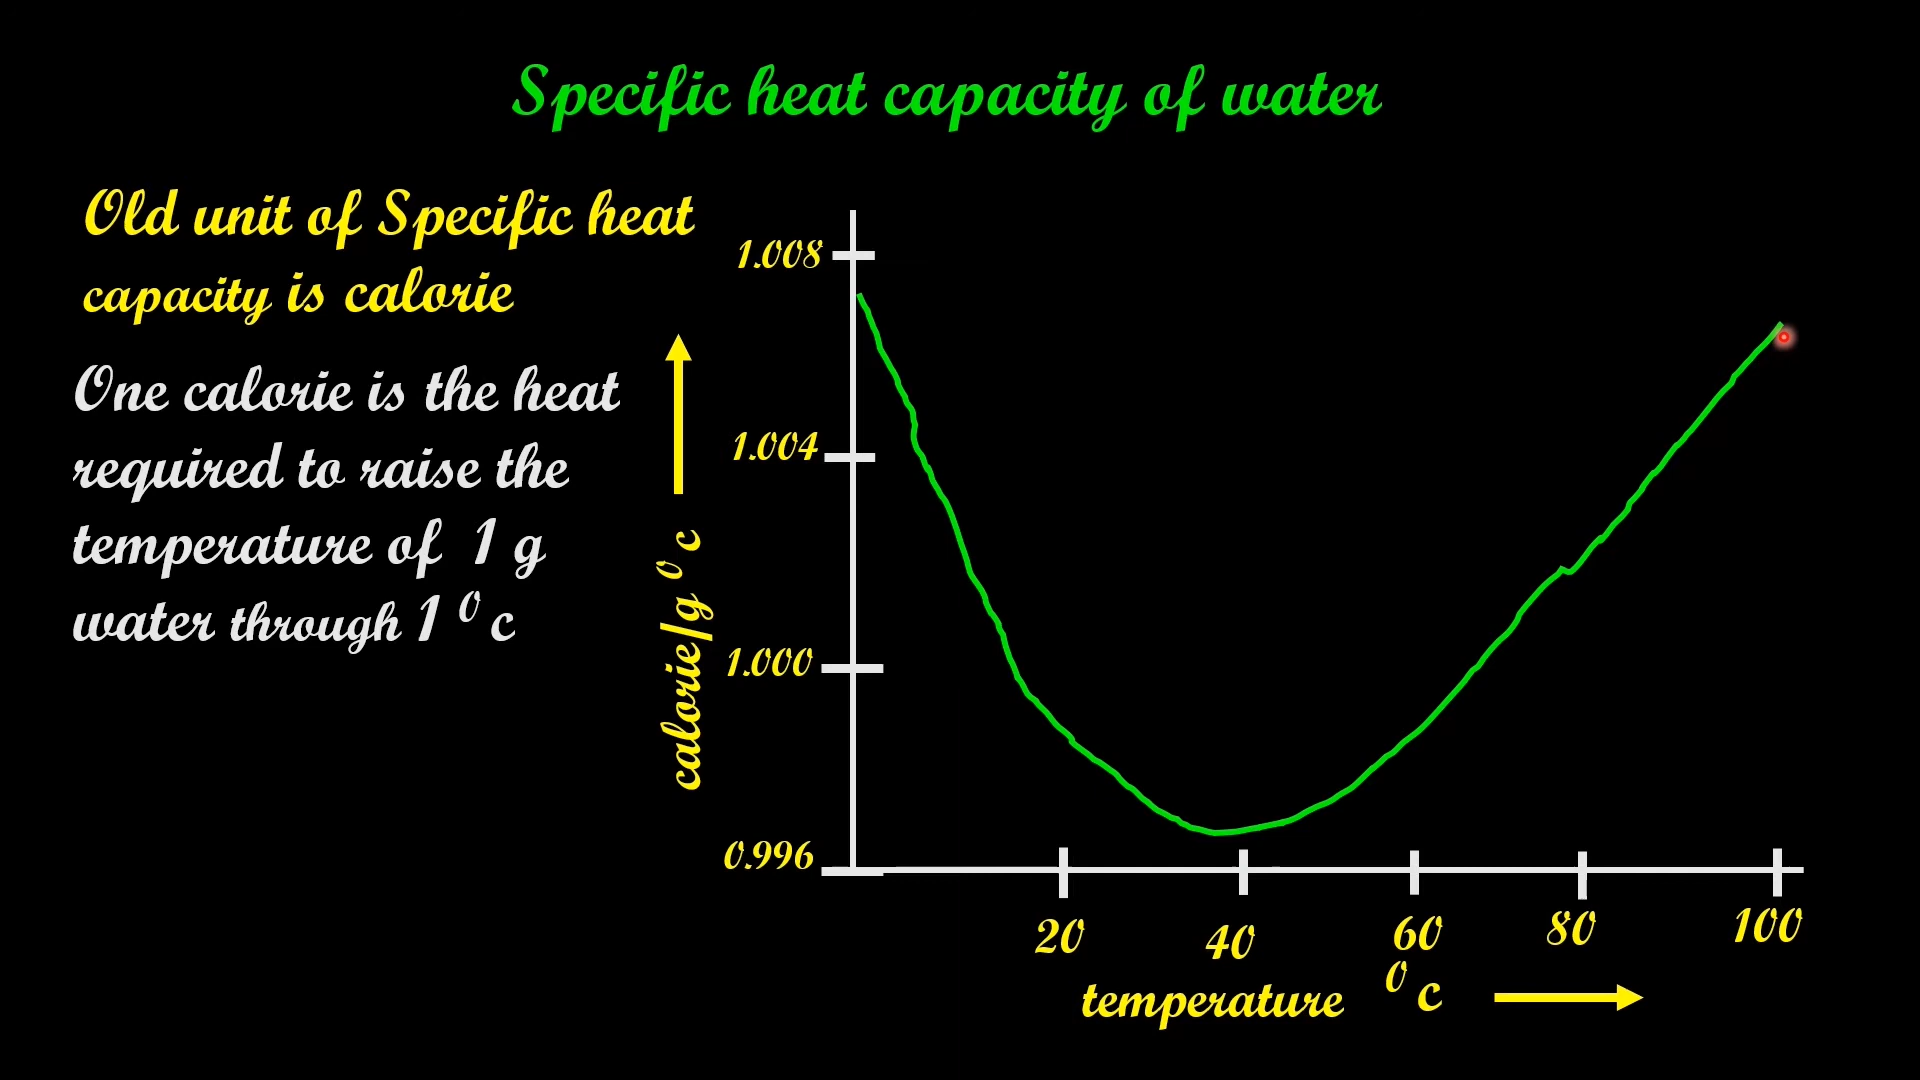 Specific heat capacity of water
Old unit of Specific heat
capacity is calorie
One calorie is the heat
required to raise the
temperature of 1 g
water through 1 ⁰ c
calorie/g ⁰ c
1.008
1.004
1.000
0.996
20 40 60 80 100
temperature ⁰ c